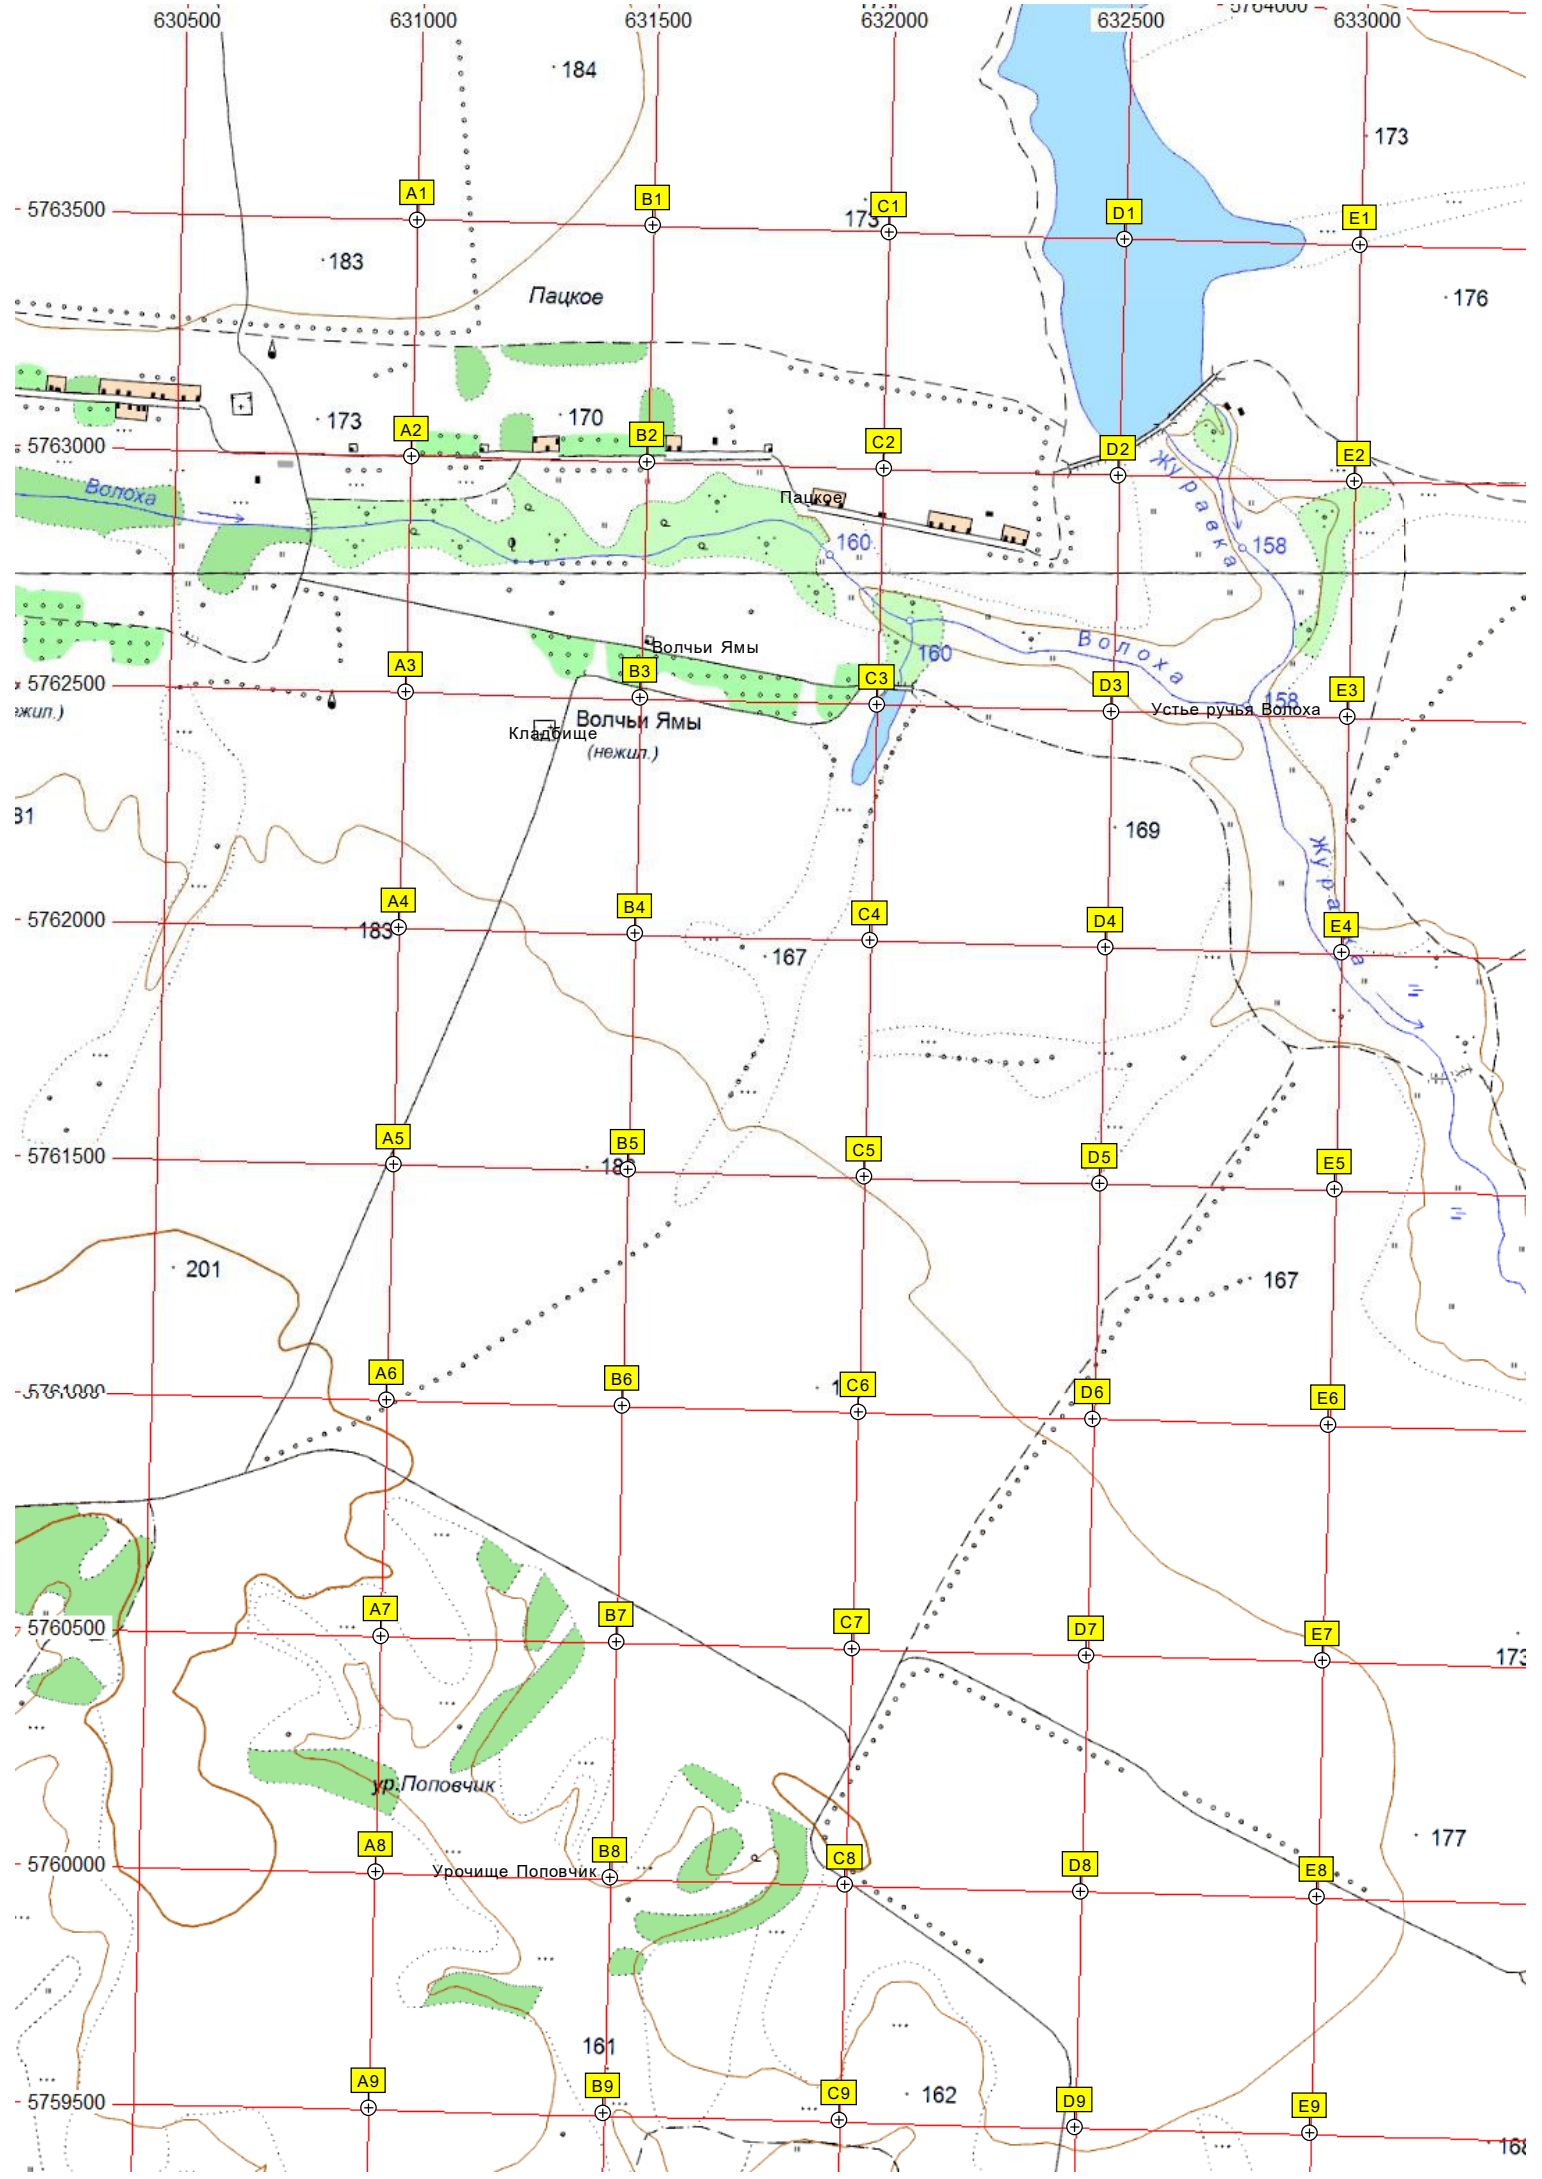 5764000
630500 631000 631500 632000 632500 633000
184
173
A1 B1 C1 D1 E1
5763500
173
183
Пацкое
176
173
170
A2 B2 C2 D2 E2
5763000
Волоха
Журавка
Пацкое
160
158
Волоха
Волчьи Ямы
160
A3 B3 C3 D3 E3
5762500
158
Устье ручья Волоха
Волчьи Ямы
Кладбище
(нежил.)
81
169
Журавка
A4 B4 C4 D4 E4
5762000
183
167
A5 B5 C5 D5 E5
5761500
201
167
A6 B6 C6 D6 E6
5761000
A7 B7 C7 D7 E7
5760500
173
ур.Поповчик
177
A8 B8 C8 D8 E8
5760000
Урочище Поповчик
161
162
A9 B9 C9 D9 E9
5759500
168